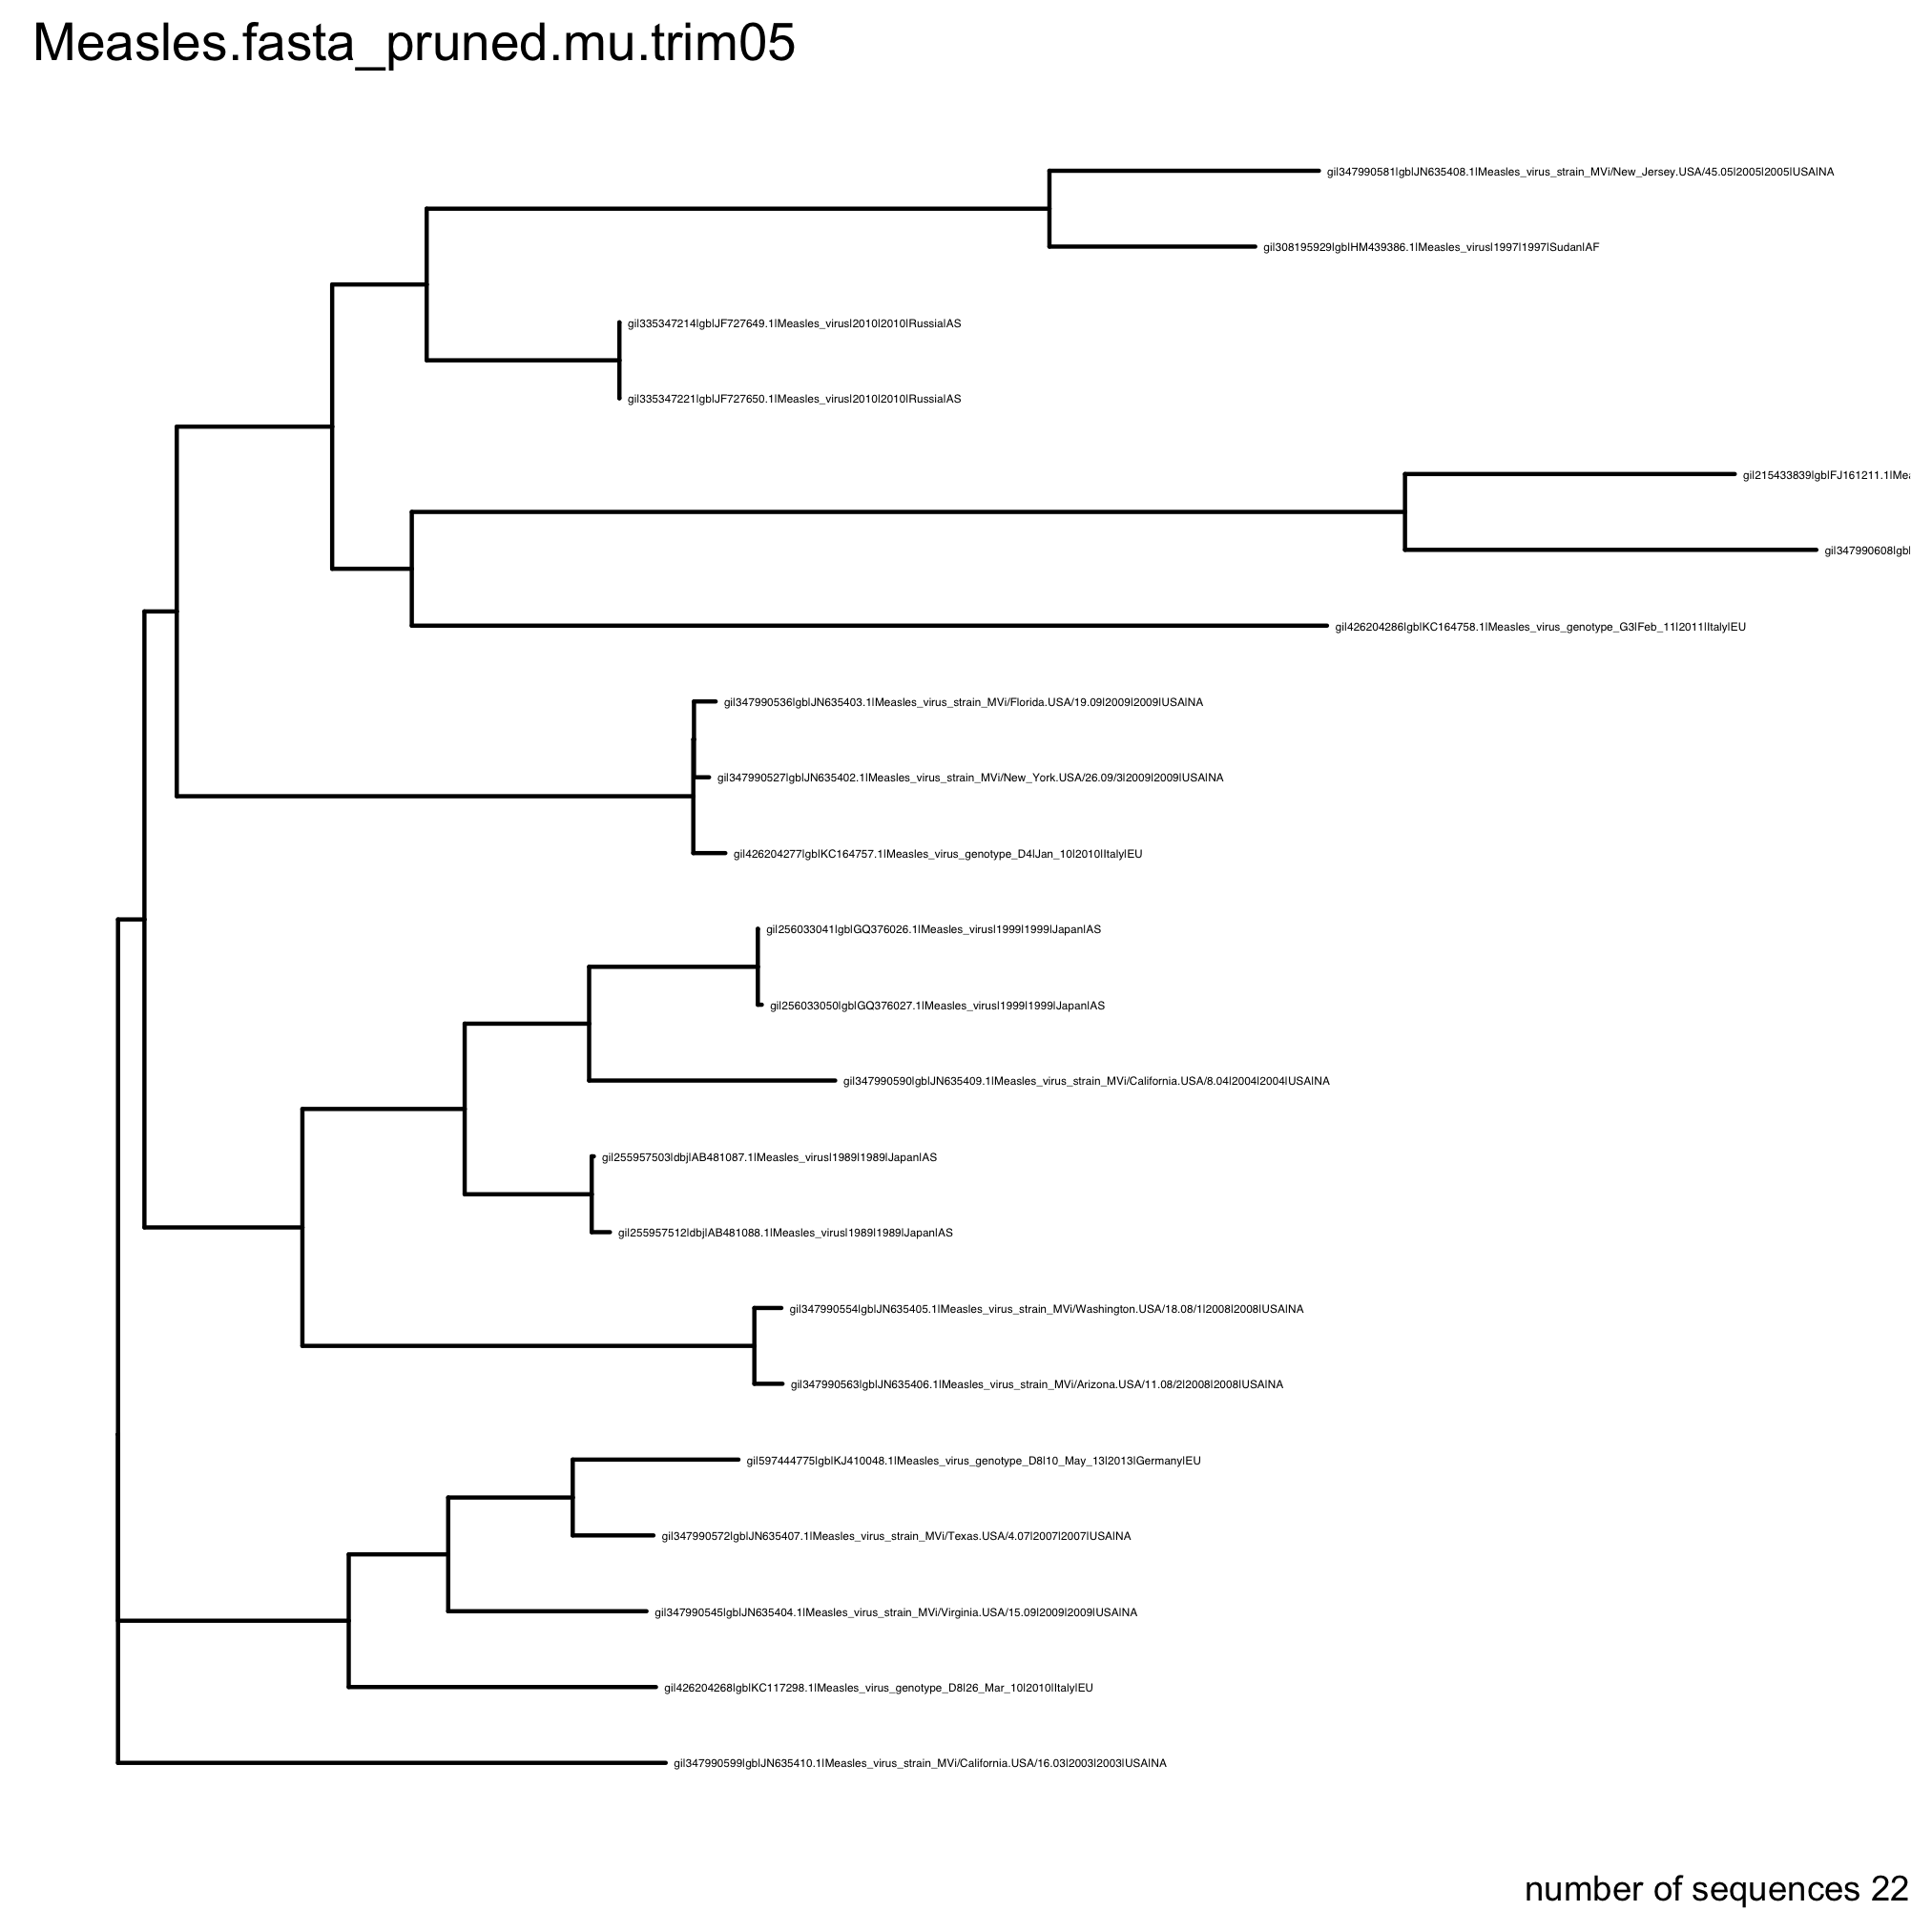 Measles.fasta_pruned.mu.trim05
gi|347990581|gb|JN635408.1|Measles_virus_strain_MVi/New_Jersey.USA/45.05|2005|2005|USA|NA
gi|308195929|gb|HM439386.1|Measles_virus|1997|1997|Sudan|AF
gi|335347214|gb|JF727649.1|Measles_virus|2010|2010|Russia|AS
gi|335347221|gb|JF727650.1|Measles_virus|2010|2010|Russia|AS
gi|215433839|gb|FJ161211.1|Mea
gi|347990608|gb|
gi|426204286|gb|KC164758.1|Measles_virus_genotype_G3|Feb_11|2011|Italy|EU
gi|347990536|gb|JN635403.1|Measles_virus_strain_MVi/Florida.USA/19.09|2009|2009|USA|NA
gi|347990527|gb|JN635402.1|Measles_virus_strain_MVi/New_York.USA/26.09/3|2009|2009|USA|NA
gi|426204277|gb|KC164757.1|Measles_virus_genotype_D4|Jan_10|2010|Italy|EU
gi|256033041|gb|GQ376026.1|Measles_virus|1999|1999|Japan|AS
gi|256033050|gb|GQ376027.1|Measles_virus|1999|1999|Japan|AS
gi|347990590|gb|JN635409.1|Measles_virus_strain_MVi/California.USA/8.04|2004|2004|USA|NA
gi|255957503|dbj|AB481087.1|Measles_virus|1989|1989|Japan|AS
gi|255957512|dbj|AB481088.1|Measles_virus|1989|1989|Japan|AS
gi|347990554|gb|JN635405.1|Measles_virus_strain_MVi/Washington.USA/18.08/1|2008|2008|USA|NA
gi|347990563|gb|JN635406.1|Measles_virus_strain_MVi/Arizona.USA/11.08/2|2008|2008|USA|NA
gi|597444775|gb|KJ410048.1|Measles_virus_genotype_D8|10_May_13|2013|Germany|EU
gi|347990572|gb|JN635407.1|Measles_virus_strain_MVi/Texas.USA/4.07|2007|2007|USA|NA
gi|347990545|gb|JN635404.1|Measles_virus_strain_MVi/Virginia.USA/15.09|2009|2009|USA|NA
gi|426204268|gb|KC117298.1|Measles_virus_genotype_D8|26_Mar_10|2010|Italy|EU
gi|347990599|gb|JN635410.1|Measles_virus_strain_MVi/California.USA/16.03|2003|2003|USA|NA
number of sequences 22